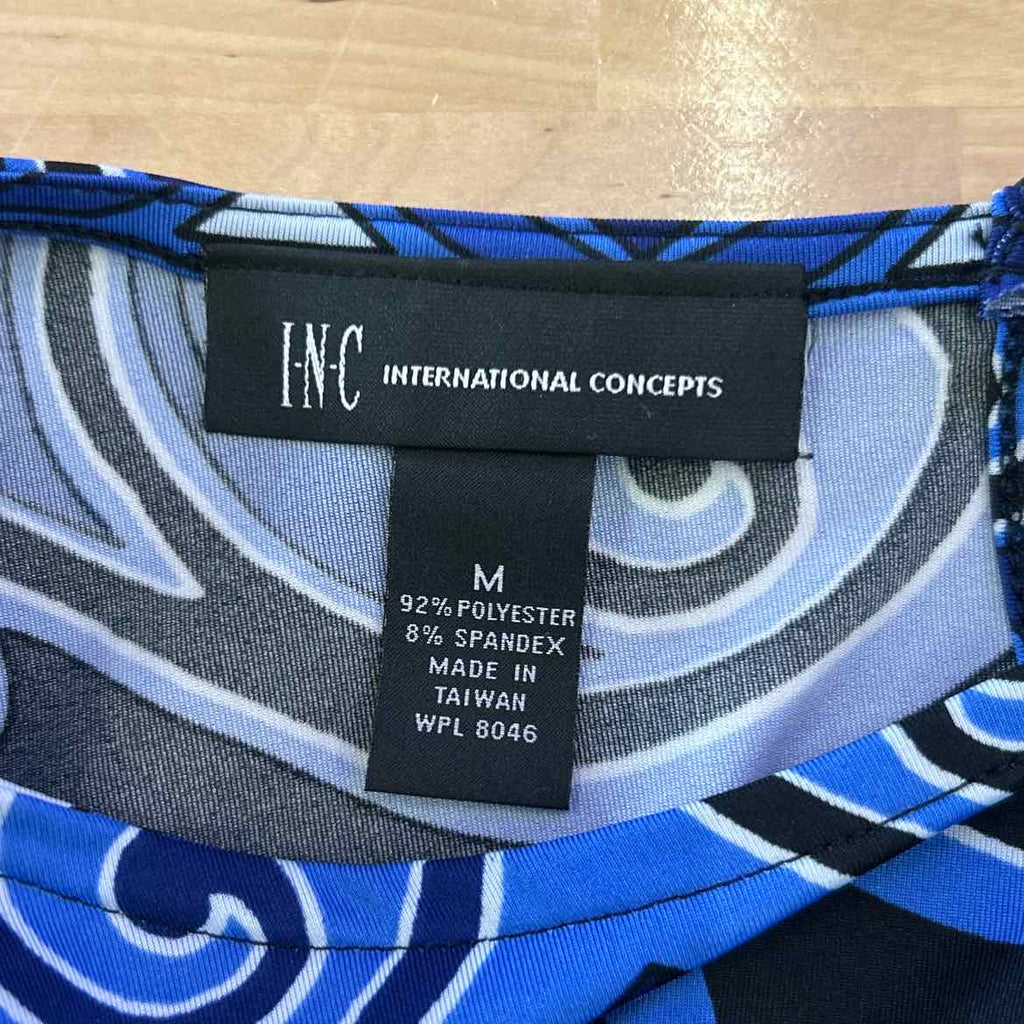 I-N-C INTERNATIONAL CONCEPTS
M
92% POLYESTER
8% SPANDEX
MADE IN
TAIWAN
WPL 8046